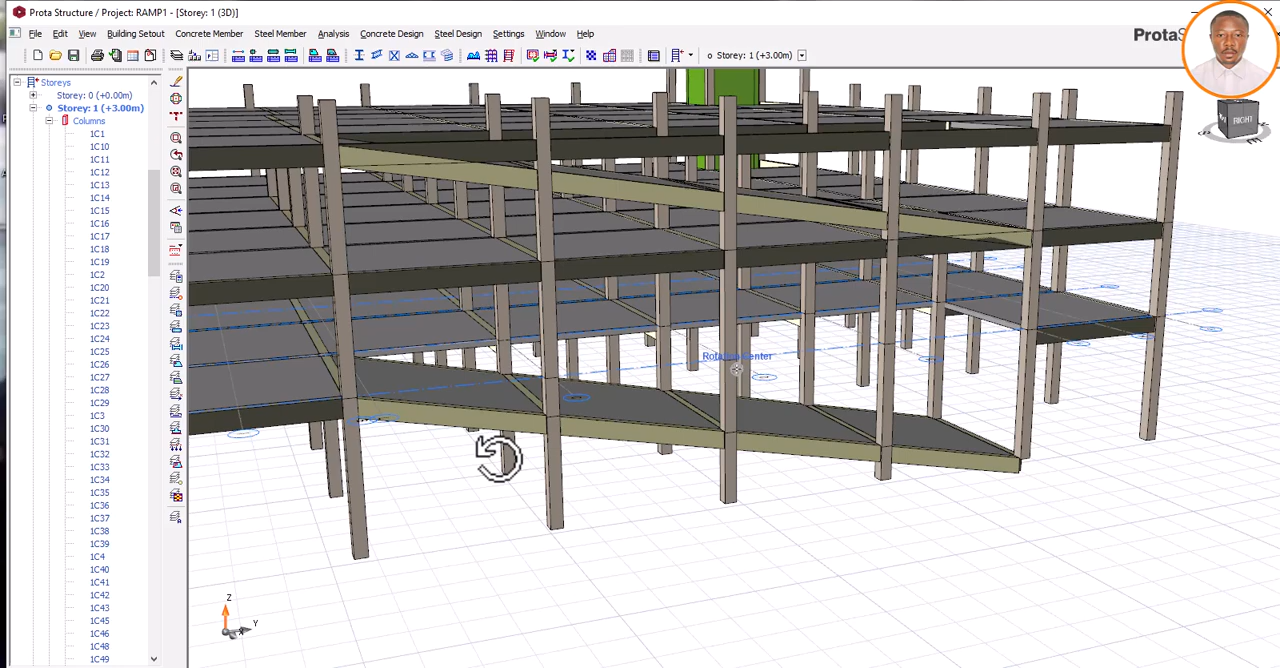 Prota Structure / Project: RAMP1 - [Storey: 1 (3D)]
File Edit View Building Setout Concrete Member Steel Member Analysis Concrete Design Steel Design Settings Window Help
Storey: 1 (+3.00m)
Storeys
Storey: 0 (+0.00m)
Storey: 1 (+3.00m)
Columns
1C1
1C10
1C11
1C12
1C13
1C14
1C15
1C16
1C17
1C18
1C19
1C2
1C20
1C21
1C22
1C23
1C24
1C25
1C26
1C27
1C28
1C29
1C3
1C30
1C31
1C32
1C33
1C34
1C35
1C36
1C37
1C38
1C39
1C4
1C40
1C41
1C42
1C43
1C44
1C45
1C46
1C48
1C49
RIGHT
Z
Y
X